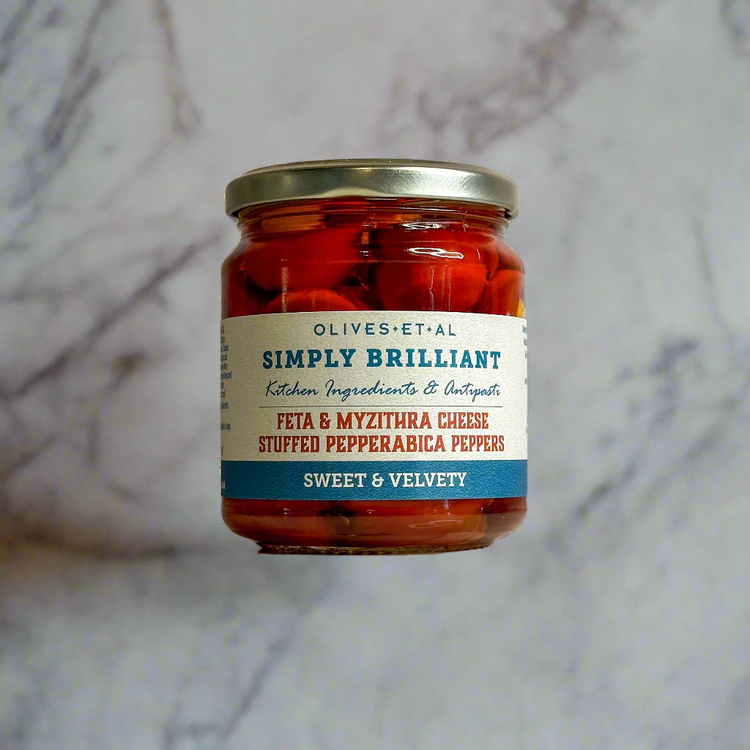 OLIVES•ET•AL
SIMPLY BRILLIANT
Kitchen Ingredients & Antipasti
FETA & MYZITHRA CHEESE
STUFFED PEPPERABICA PEPPERS
SWEET & VELVETY